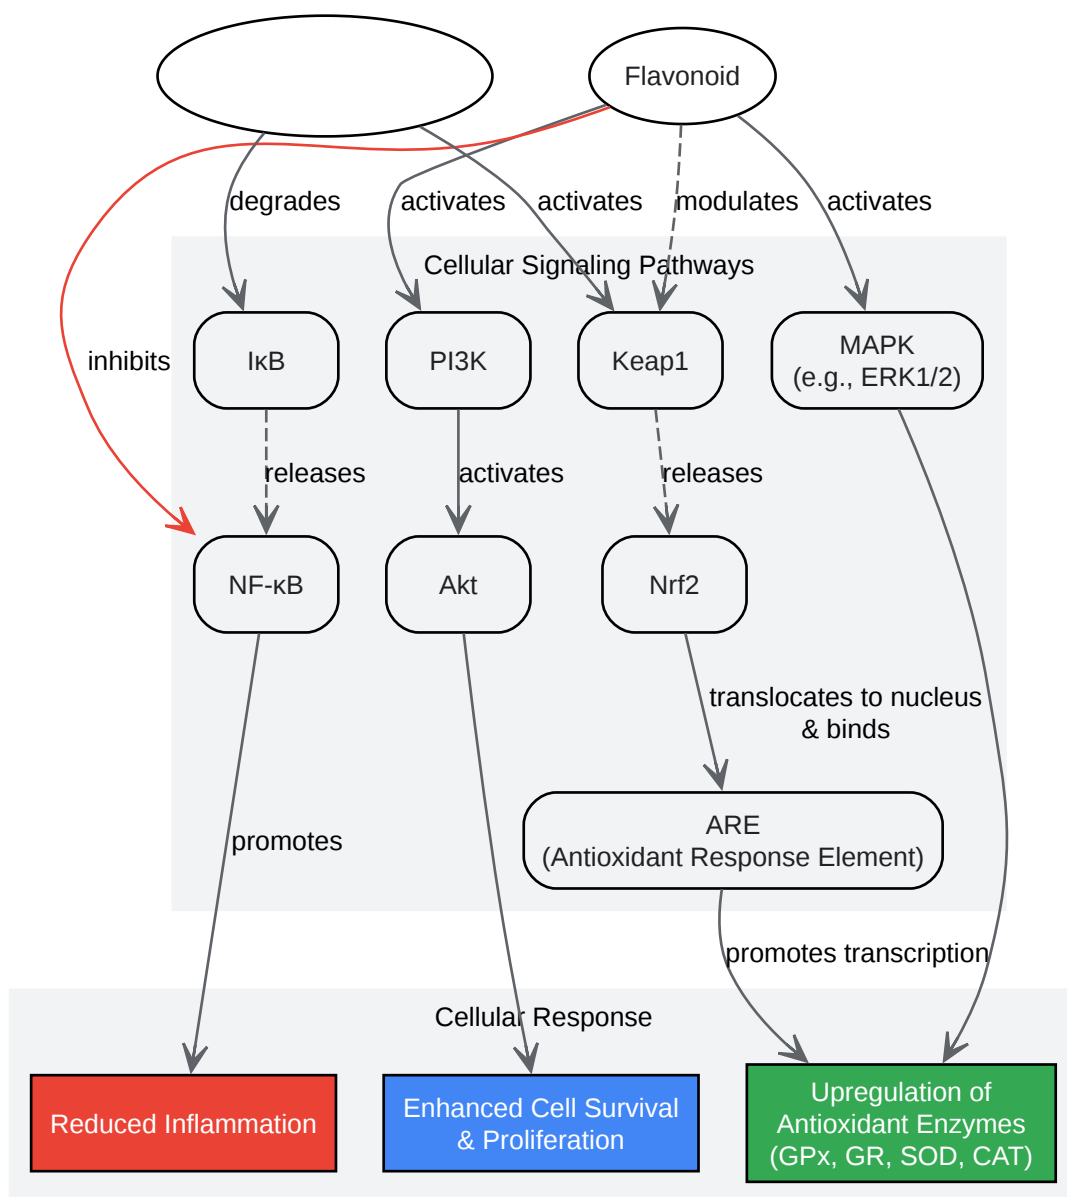 Flavonoid
degrades
activates
activates
modulates
activates
Cellular Signaling Pathways
inhibits
IκB
PI3K
Keap1
MAPK
(e.g., ERK1/2)
releases
activates
releases
NF-κB
Akt
Nrf2
translocates to nucleus
& binds
promotes
ARE
(Antioxidant Response Element)
promotes transcription
Cellular Response
Reduced Inflammation
Enhanced Cell Survival
& Proliferation
Upregulation of
Antioxidant Enzymes
(GPx, GR, SOD, CAT)